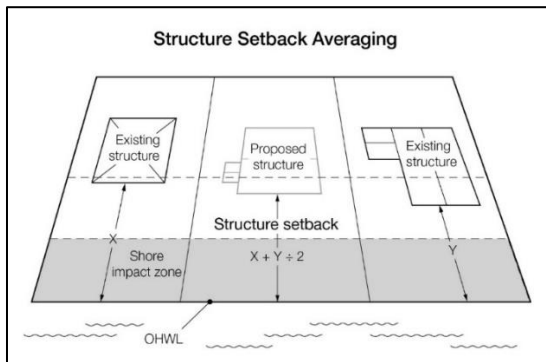 Structure Setback Averaging
Existing
structure
Proposed
structure
Existing
structure
Structure setback
X
Shore
impact zone
X + Y ÷ 2
Y
OHWL